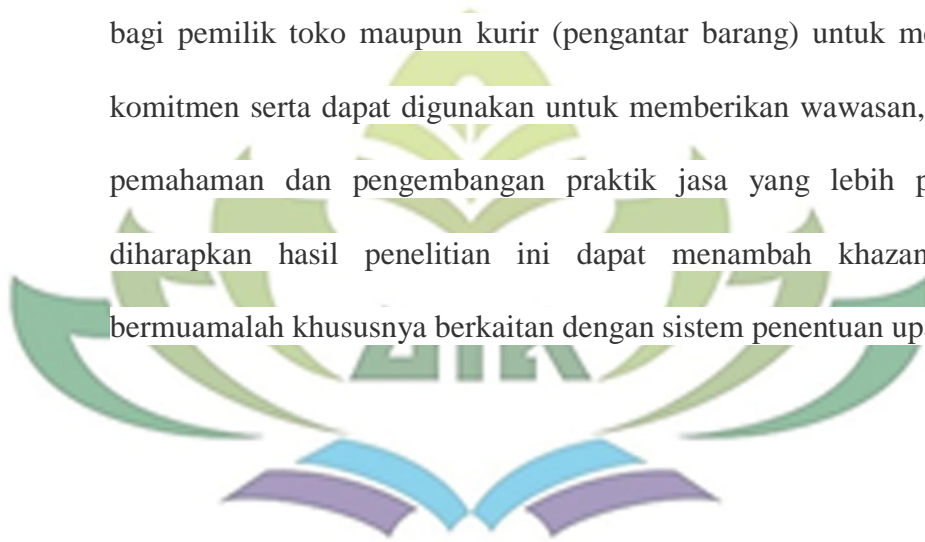 bagi pemilik toko maupun kurir (pengantar barang) untuk
komitmen serta dapat digunakan untuk memberikan wawasan,
pemahaman dan pengembangan praktik jasa yang lebih
diharapkan hasil penelitian ini dapat menambah
bermuamalah khususnya berkaitan dengan sistem penentuan